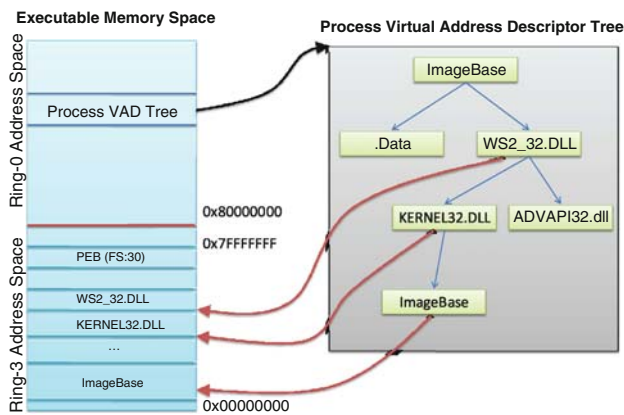 Executable Memory Space
Process Virtual Address Descriptor Tree
Ring-0 Address Space
Process VAD Tree
ImageBase
.Data
WS2_32.DLL
KERNEL32.DLL
ADVAPI32.dll
ImageBase
0x80000000
0x7FFFFFFF
Ring-3 Address Space
PEB (FS:30)
WS2_32.DLL
KERNEL32.DLL
...
ImageBase
0x00000000